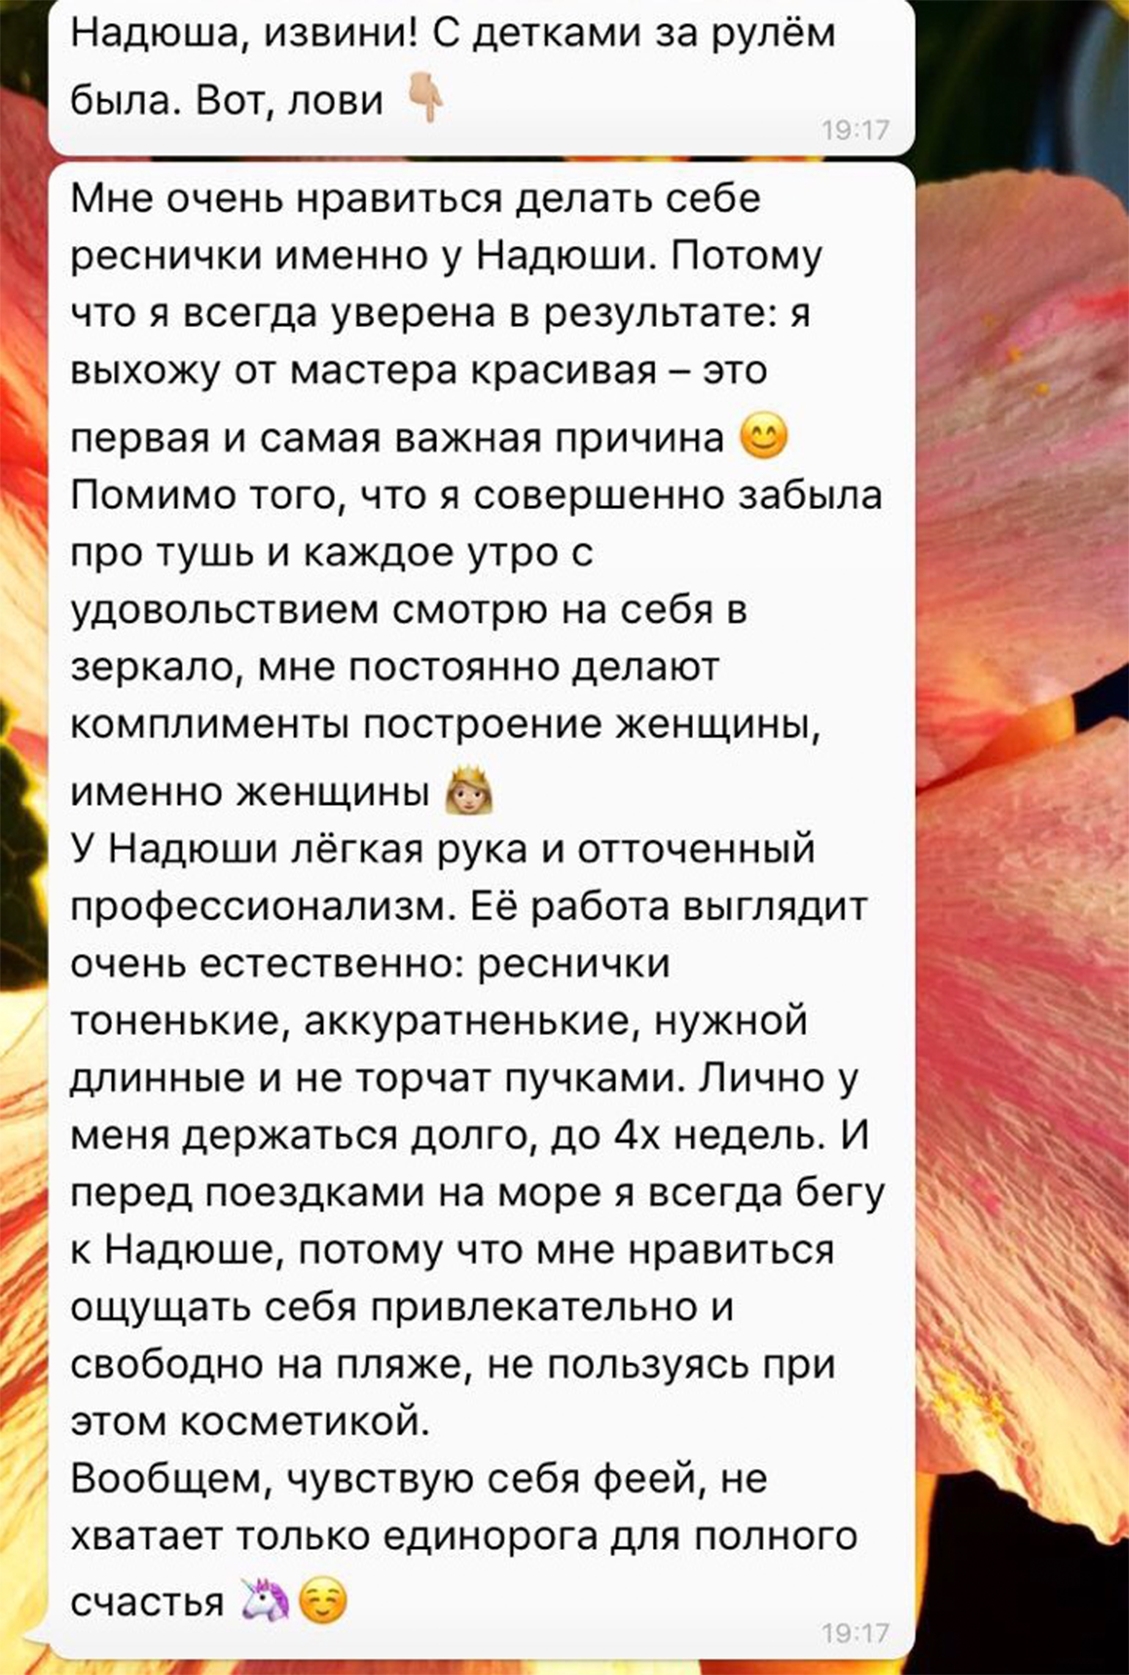 Надюша, извини! С детками за рулём
была. Вот, лови 👇🏼
19:17
Мне очень нравиться делать себе
реснички именно у Надюши. Потому
что я всегда уверена в результате: я
выхожу от мастера красивая – это
первая и самая важная причина 😊
Помимо того, что я совершенно забыла
про тушь и каждое утро с
удовольствием смотрю на себя в
зеркало, мне постоянно делают
комплименты построение женщины,
именно женщины 👸🏼
У Надюши лёгкая рука и отточенный
профессионализм. Её работа выглядит
очень естественно: реснички
тоненькие, аккуратненькие, нужной
длинные и не торчат пучками. Лично у
меня держаться долго, до 4х недель. И
перед поездками на море я всегда бегу
к Надюше, потому что мне нравиться
ощущать себя привлекательно и
свободно на пляже, не пользуясь при
этом косметикой.
Вообщем, чувствую себя феей, не
хватает только единорога для полного
счастья 🦄☺️
19:17